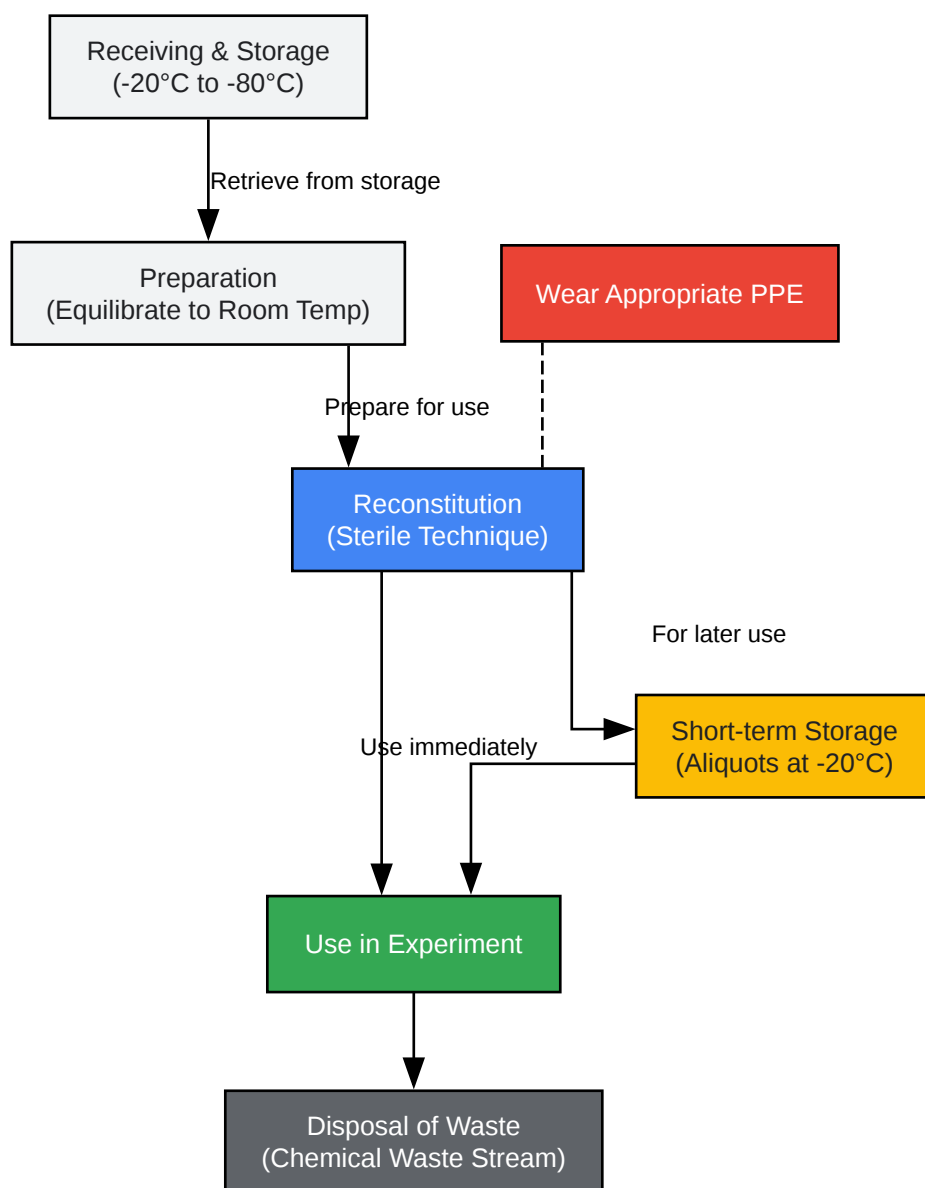 Receiving & Storage
(-20°C to -80°C)
Retrieve from storage
Preparation
(Equilibrate to Room Temp)
Wear Appropriate PPE
Prepare for use
Reconstitution
(Sterile Technique)
For later use
Short-term Storage
(Aliquots at -20°C)
Use immediately
Use in Experiment
Disposal of Waste
(Chemical Waste Stream)